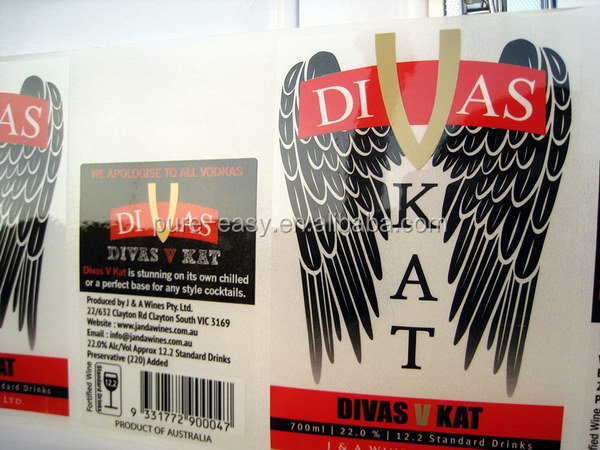 AS
KAT
Standard Drinks
LTD.
WE APOLOGISE TO ALL VODKAS
DIVAS
DIVAS V KAT
Divas V Kat is stunning on its own chilled
or a perfect base for any style cocktails.
Produced by J & A Wines Pty. Ltd.
22/632 Clayton Rd Clayton South VIC 3169
Website : www.jandawines.com.au
Email : info@jandawines.com.au
22.0% Alc/Vol Approx 12.2 Standard Drinks
Preservative (220) Added
Fortified Wine
12.2
Standard Drinks
9 331772 900047
PRODUCT OF AUSTRALIA
DIVAS
K
A
T
DIVAS V KAT
700ml | 22.0 % | 12.2 Standard Drinks
J & A
Fortified Wine
pureeasy.en.alibaba.com